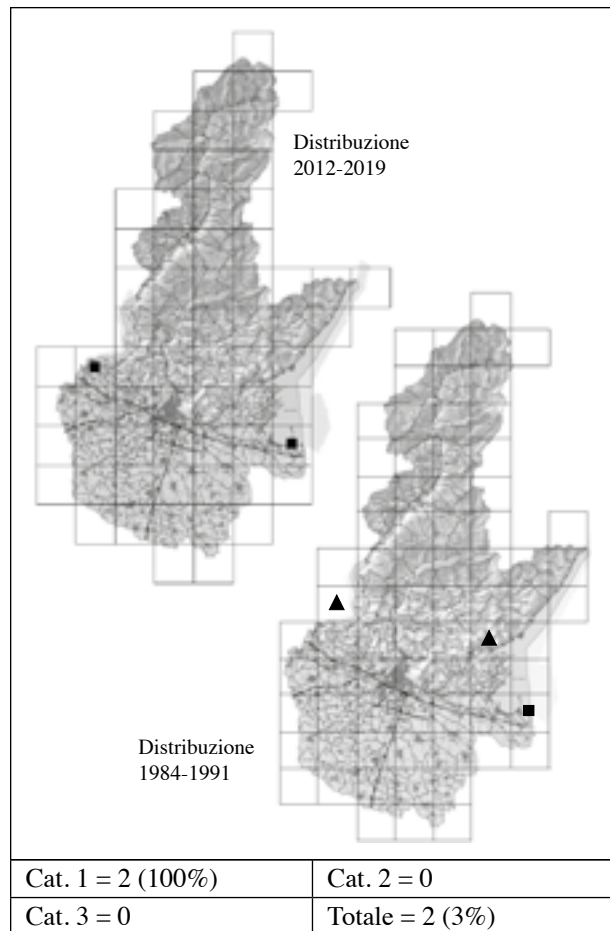 Distribuzione
2012-2019
Distribuzione
1984-1991
Cat. 1 = 2 (100%)
Cat. 2 = 0
Cat. 3 = 0
Totale = 2 (3%)